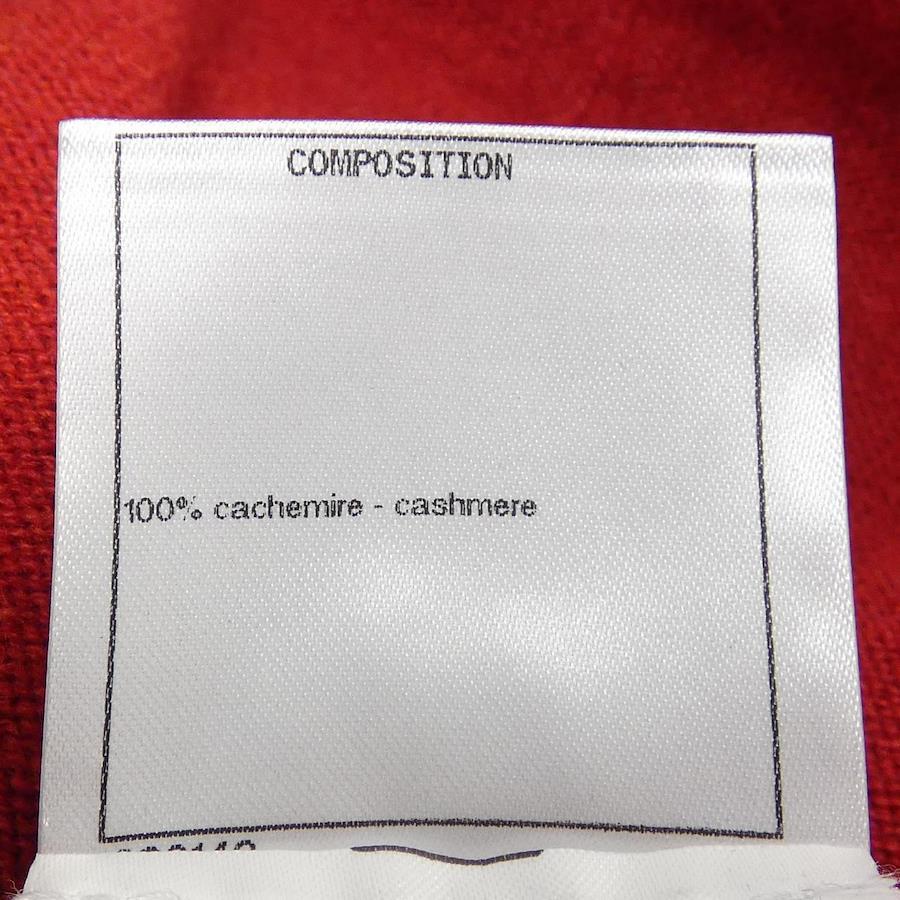 COMPOSITION
100% cachemire - cashmere